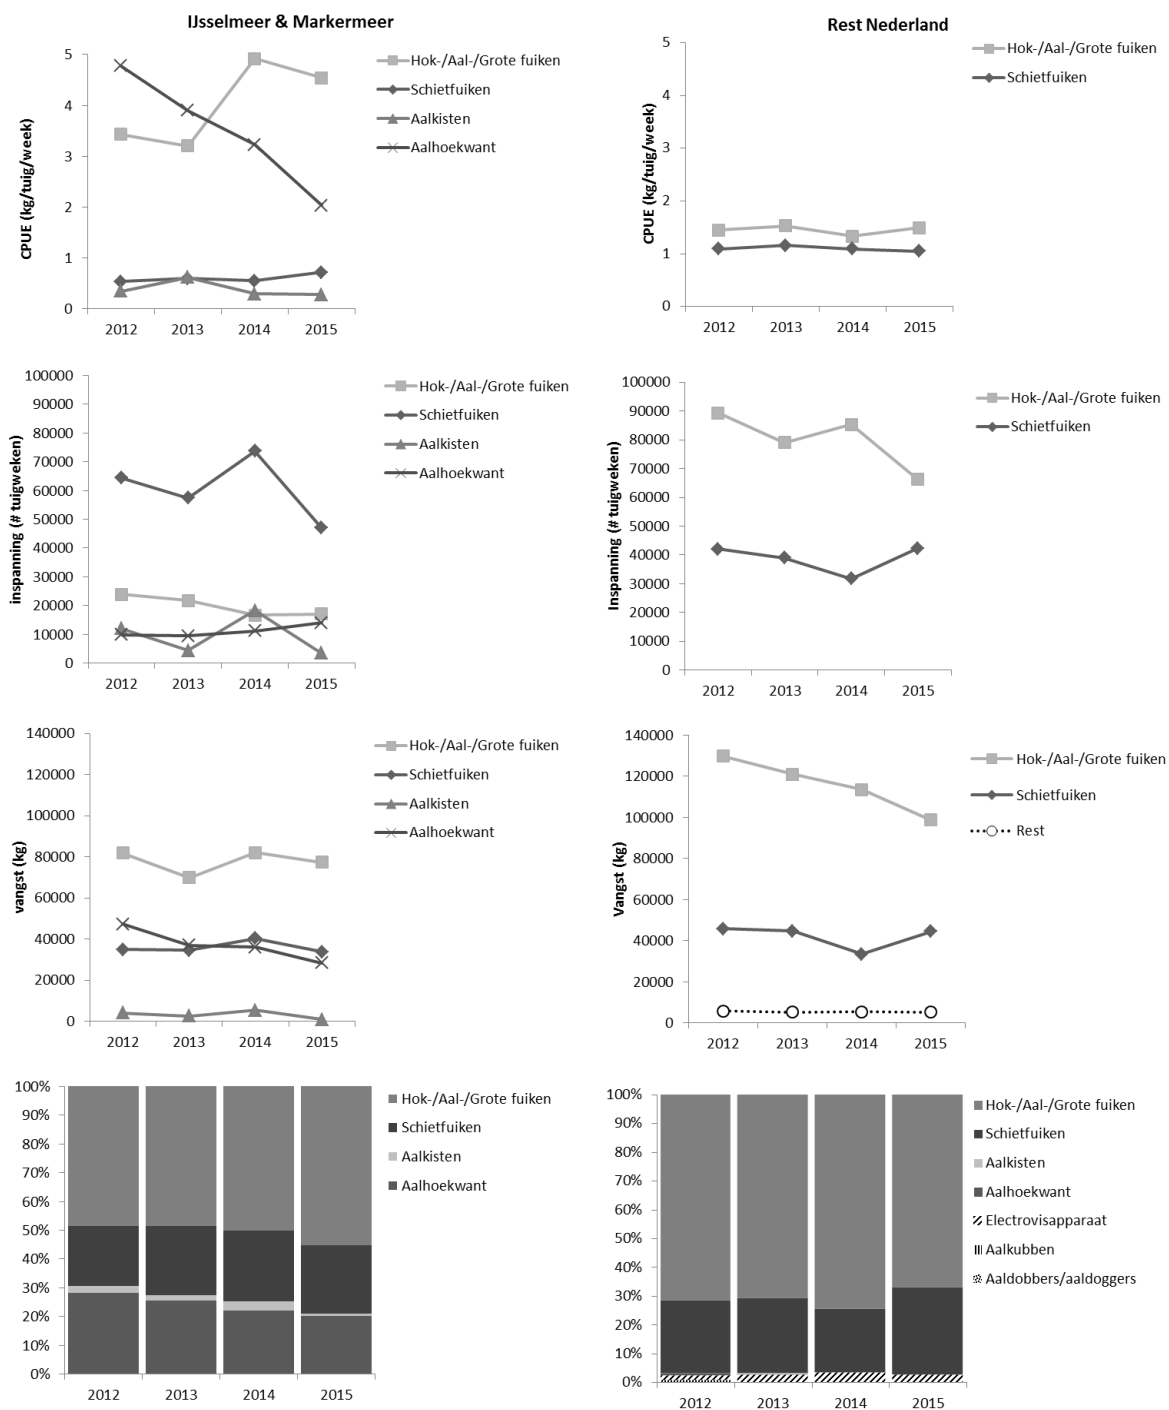 IJsselmeer & Markermeer
Rest Nederland
CPUE (kg/tuig/week)
5
4
3
2
1
0
2012
2013
2014
2015
Hok-/Aal-/Grote fuiken
Schietfuiken
Aalkisten
Aalhoekwant
CPUE (kg/tuig/week)
5
4
3
2
1
0
2012
2013
2014
2015
Hok-/Aal-/Grote fuiken
Schietfuiken
inspanning (# tuigweken)
100000
90000
80000
70000
60000
50000
40000
30000
20000
10000
0
2012
2013
2014
2015
Hok-/Aal-/Grote fuiken
Schietfuiken
Aalkisten
Aalhoekwant
Inspanning (# tuigweken)
100000
90000
80000
70000
60000
50000
40000
30000
20000
10000
0
2012
2013
2014
2015
Hok-/Aal-/Grote fuiken
Schietfuiken
vangst (kg)
140000
120000
100000
80000
60000
40000
20000
0
2012
2013
2014
2015
Hok-/Aal-/Grote fuiken
Schietfuiken
Aalkisten
Aalhoekwant
Vangst (kg)
140000
120000
100000
80000
60000
40000
20000
0
2012
2013
2014
2015
Hok-/Aal-/Grote fuiken
Schietfuiken
Rest
100%
90%
80%
70%
60%
50%
40%
30%
20%
10%
0%
2012
2013
2014
2015
Hok-/Aal-/Grote fuiken
Schietfuiken
Aalkisten
Aalhoekwant
100%
90%
80%
70%
60%
50%
40%
30%
20%
10%
0%
2012
2013
2014
2015
Hok-/Aal-/Grote fuiken
Schietfuiken
Aalkisten
Aalhoekwant
Electrovisapparaat
Aalkubben
Aaldobbers/aaldoggers